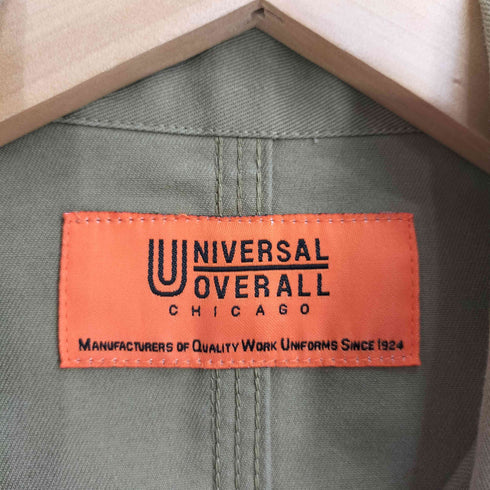 UNIVERSAL
OVERALL
CHICAGO
MANUFACTURERS OF QUALITY WORK UNIFORMS SINCE 1924